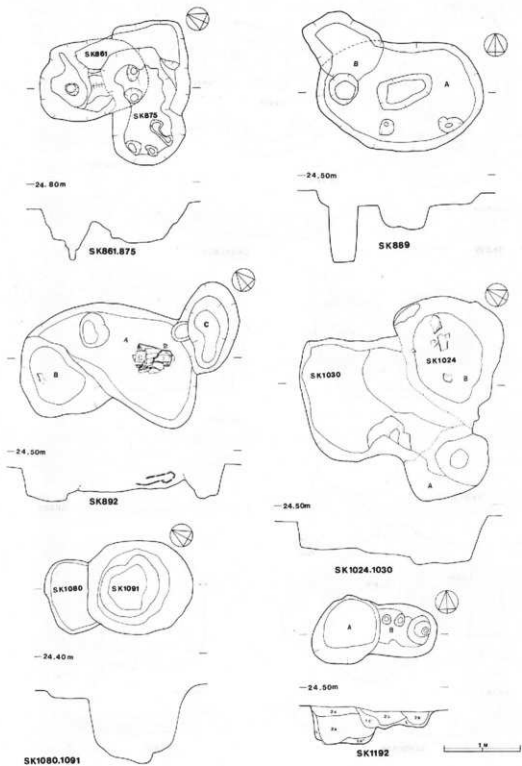 SK861
SK875
—24.80m
SK861.875
B
A
—24.50m
SK889
A
B
C
B
—24.50m
SK892
SK1024
SK1030
B
A
—24.50m
SK1024.1030
SK1080
SK1091
—24.40m
SK1080.1091
A
B
—24.50m
SK1192